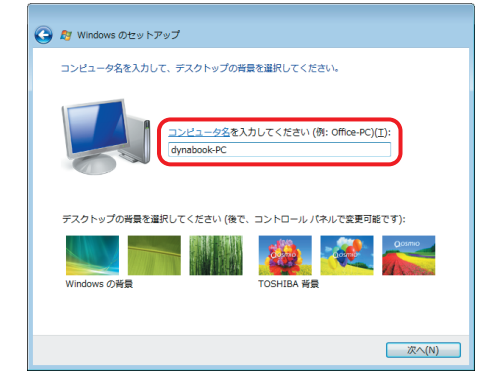 Windows のセットアップ
コンピュータ名を入力して、デスクトップの背景を選択してください。
コンピュータ名を入力してください (例: Office-PC)(T):
dynabook-PC
デスクトップの背景を選択してください (後で、コントロール パネルで変更可能です):
Qosmio
Qosmio
Qosmio
Windows の背景
TOSHIBA 背景
次へ(N)